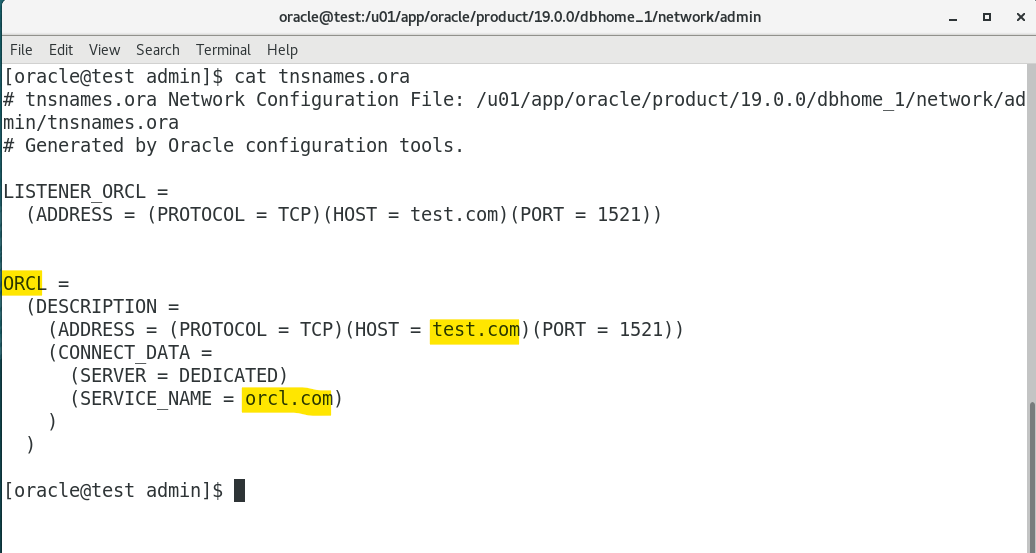 oracle@test:/u01/app/oracle/product/19.0.0/dbhome_1/network/admin
File Edit View Search Terminal Help
[oracle@test admin]$ cat tnsnames.ora
# tnsnames.ora Network Configuration File: /u01/app/oracle/product/19.0.0/dbhome_1/network/ad
min/tnsnames.ora
# Generated by Oracle configuration tools.
LISTENER_ORCL =
  (ADDRESS = (PROTOCOL = TCP)(HOST = test.com)(PORT = 1521))
ORCL =
  (DESCRIPTION =
    (ADDRESS = (PROTOCOL = TCP)(HOST = test.com)(PORT = 1521))
    (CONNECT_DATA =
      (SERVER = DEDICATED)
      (SERVICE_NAME = orcl.com)
    )
  )
[oracle@test admin]$